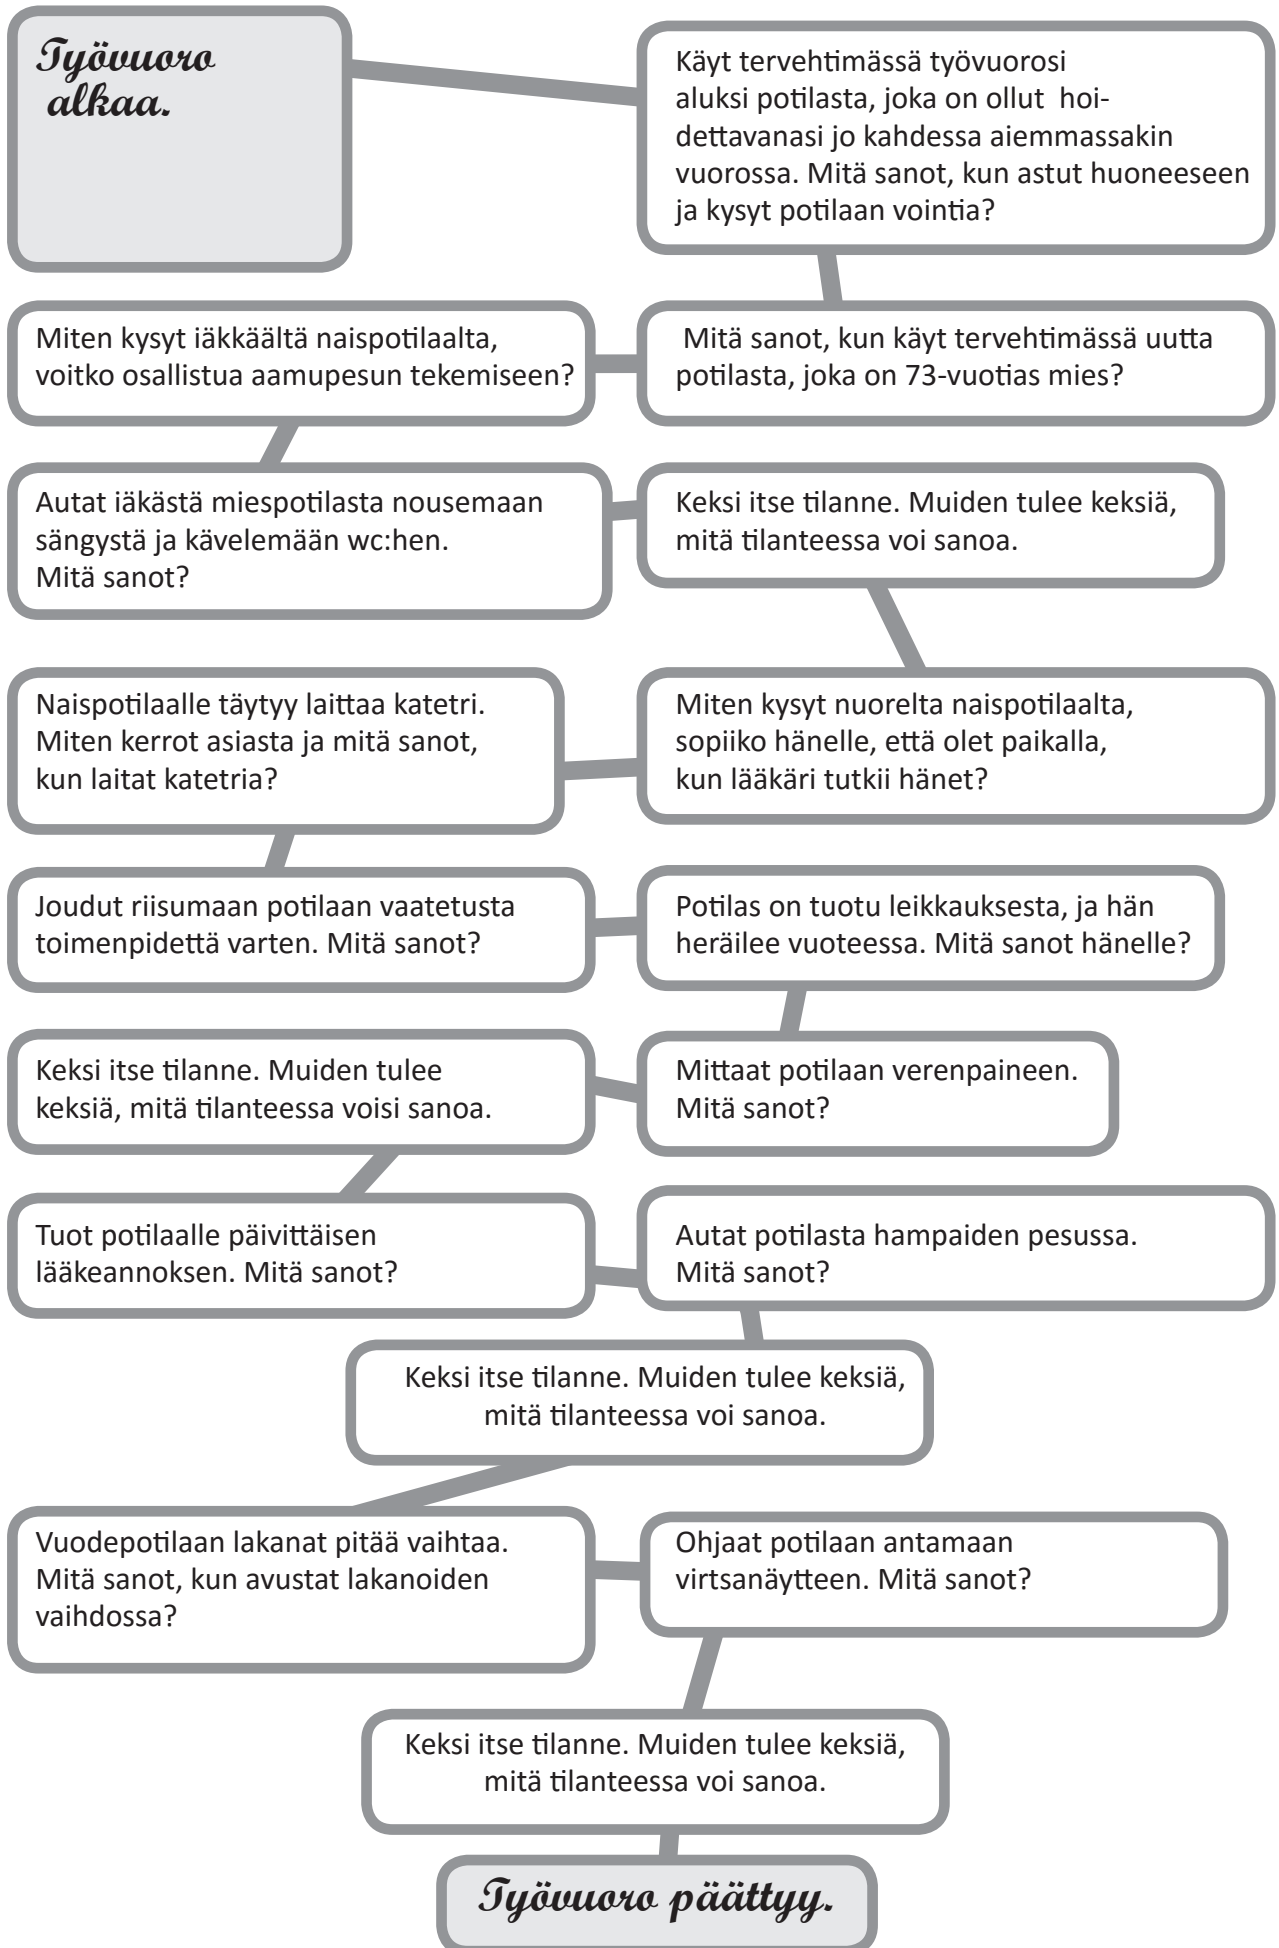 Työvuoro
alkaa.
Käyt tervehtimässä työvuorosi
aluksi potilasta, joka on ollut hoi-
dettavanasi jo kahdessa aiemmassakin
vuorossa. Mitä sanot, kun astut huoneeseen
ja kysyt potilaan vointia?
Mitä sanot, kun käyt tervehtimässä uutta
potilasta, joka on 73-vuotias mies?
Miten kysyt iäkkäältä naispotilaalta,
voitko osallistua aamupesun tekemiseen?
Autat iäkästä miespotilasta nousemaan
sängystä ja kävelemään wc:hen.
Mitä sanot?
Keksi itse tilanne. Muiden tulee keksiä,
mitä tilanteessa voi sanoa.
Miten kysyt nuorelta naispotilaalta,
sopiiko hänelle, että olet paikalla,
kun lääkäri tutkii hänet?
Naispotilaalle täytyy laittaa katetri.
Miten kerrot asiasta ja mitä sanot,
kun laitat katetria?
Joudut riisumaan potilaan vaatetusta
toimenpidettä varten. Mitä sanot?
Potilas on tuotu leikkauksesta, ja hän
heräilee vuoteessa. Mitä sanot hänelle?
Mittaat potilaan verenpaineen.
Mitä sanot?
Keksi itse tilanne. Muiden tulee
keksiä, mitä tilanteessa voisi sanoa.
Tuot potilaalle päivittäisen
lääkeannoksen. Mitä sanot?
Autat potilasta hampaiden pesussa.
Mitä sanot?
Keksi itse tilanne. Muiden tulee keksiä,
mitä tilanteessa voi sanoa.
Vuodepotilaan lakanat pitää vaihtaa.
Mitä sanot, kun avustat lakanoiden
vaihdossa?
Ohjaat potilaan antamaan
virtsanäytteen. Mitä sanot?
Keksi itse tilanne. Muiden tulee keksiä,
mitä tilanteessa voi sanoa.
Työvuoro päättyy.